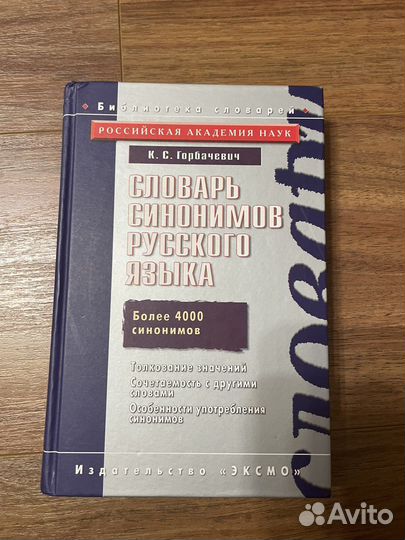 Библиотека словарей
РОССИЙСКАЯ АКАДЕМИЯ НАУК
К. С. Горбачевич
СЛОВАРЬ
СИНОНИМОВ
РУССКОГО
ЯЗЫКА
Более 4000
синонимов
Толкование значений
Сочетаемость с другими
словами
Особенности употребления
синонимов
Издательство «ЭКСМО»
словарь
Avito